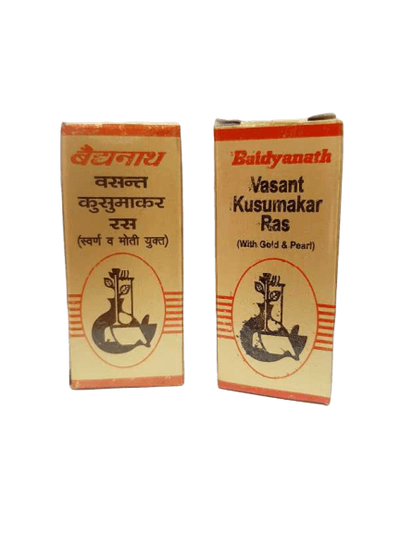 बैद्यनाथ
वसन्त
कुसुमाकर
रस
(स्वर्ण व मोती युक्त)
Baidyanath
Vasant
Kusumakar
Ras
(With Gold & Pearl)